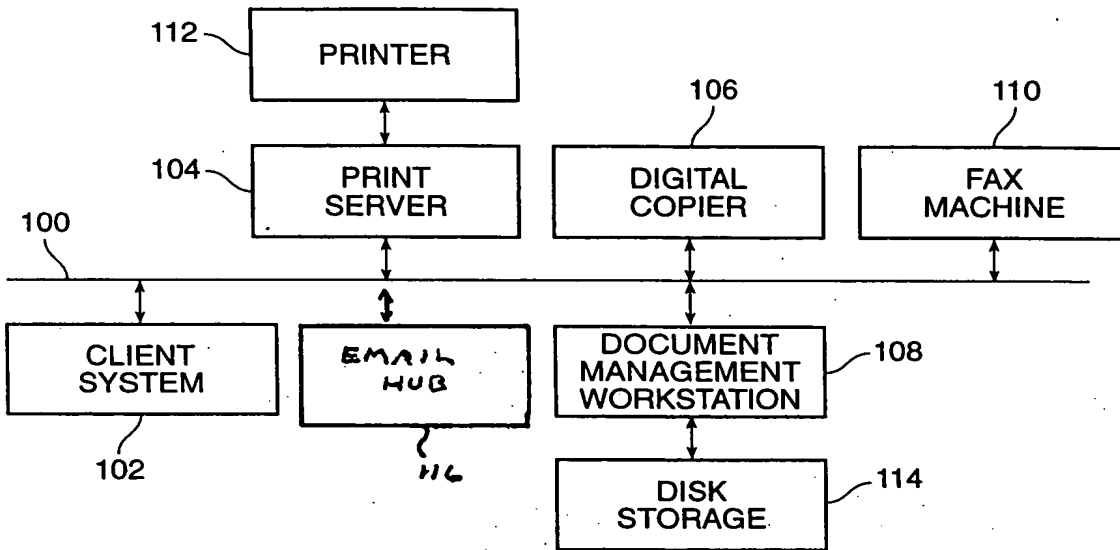 112
PRINTER
106
110
104
PRINT
SERVER
DIGITAL
COPIER
FAX
MACHINE
100
CLIENT
SYSTEM
EMAIL
HUB
DOCUMENT
MANAGEMENT
WORKSTATION
108
102
116
DISK
STORAGE
114